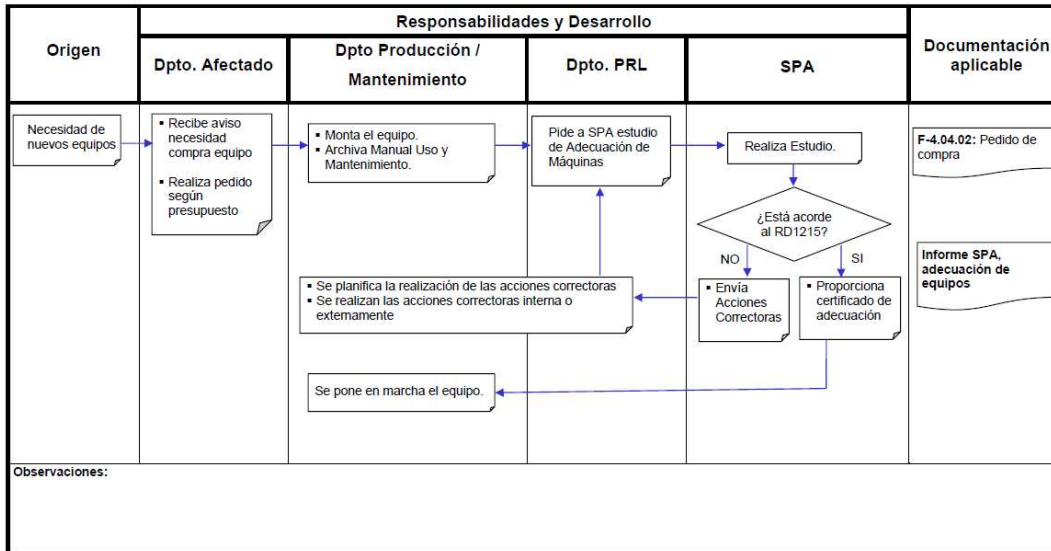 Origen
Responsabilidades y Desarrollo
Documentación
aplicable
Dpto. Afectado
Dpto Producción /
Mantenimiento
Dpto. PRL
SPA
Necesidad de
nuevos equipos
▪ Recibe aviso
necesidad
compra equipo
▪ Realiza pedido
según
presupuesto
▪ Monta el equipo.
▪ Archiva Manual Uso y
Mantenimiento.
Pide a SPA estudio
de Adecuación de
Máquinas
Realiza Estudio.
¿Está acorde
al RD1215?
NO
SI
▪ Envía
Acciones
Correctoras
▪ Proporciona
certificado de
adecuación
▪ Se planifica la realización de las acciones correctoras
▪ Se realizan las acciones correctoras interna o
externamente
Se pone en marcha el equipo.
F-4.04.02: Pedido de
compra
Informe SPA,
adecuación de
equipos
Observaciones: